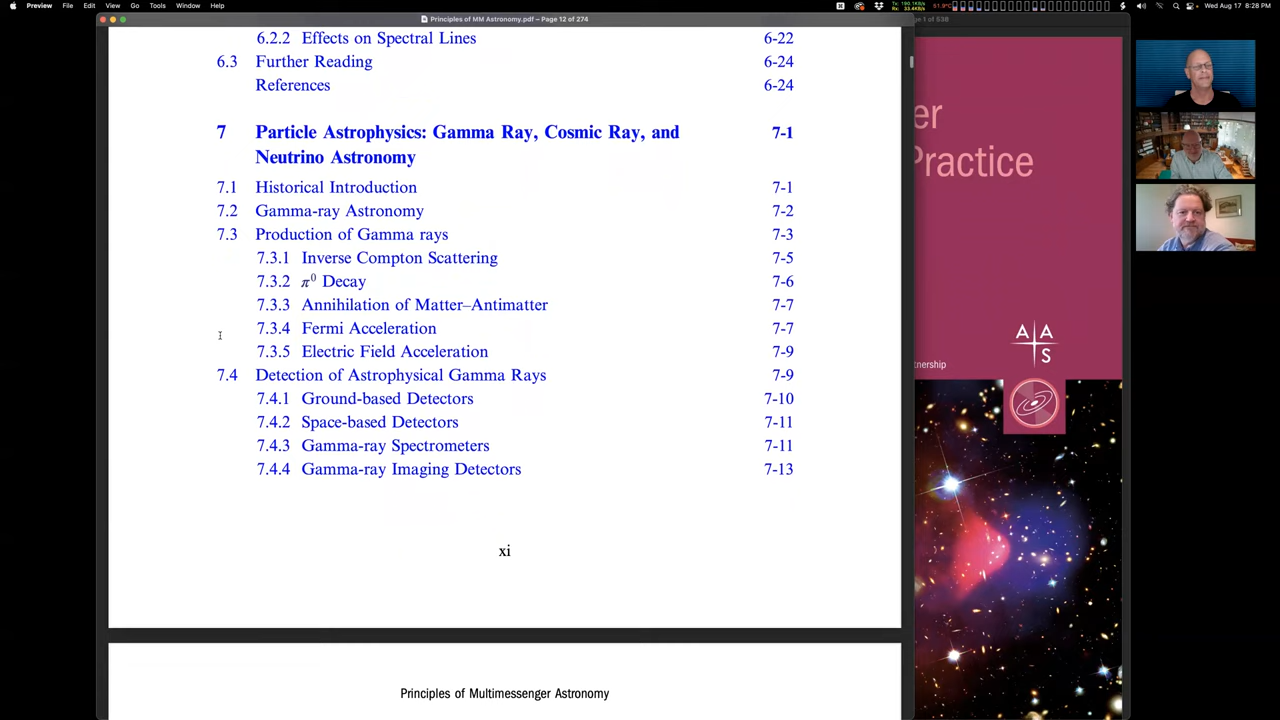 Preview File Edit View Go Tools Window Help
51.9°C
Wed Aug 17 8:28 PM
Principles of MM Astronomy.pdf – Page 12 of 274
of 538
6.2.2 Effects on Spectral Lines 6-22
6.3 Further Reading 6-24
References 6-24
7 Particle Astrophysics: Gamma Ray, Cosmic Ray, and 7-1
Neutrino Astronomy
7.1 Historical Introduction 7-1
7.2 Gamma-ray Astronomy 7-2
7.3 Production of Gamma rays 7-3
7.3.1 Inverse Compton Scattering 7-5
7.3.2 π⁰ Decay 7-6
7.3.3 Annihilation of Matter–Antimatter 7-7
7.3.4 Fermi Acceleration 7-7
7.3.5 Electric Field Acceleration 7-9
7.4 Detection of Astrophysical Gamma Rays 7-9
7.4.1 Ground-based Detectors 7-10
7.4.2 Space-based Detectors 7-11
7.4.3 Gamma-ray Spectrometers 7-11
7.4.4 Gamma-ray Imaging Detectors 7-13
xi
Principles of Multimessenger Astronomy
er
Practice
AAS
tnership